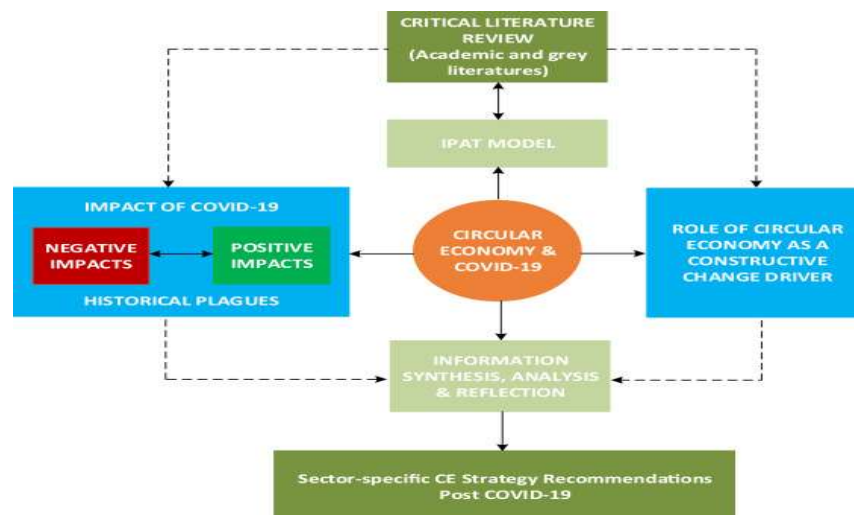 CRITICAL LITERATURE
REVIEW
(Academic and grey
literatures)
IPAT MODEL
IMPACT OF COVID-19
NEGATIVE
IMPACTS
POSITIVE
IMPACTS
HISTORICAL PLAGUES
CIRCULAR
ECONOMY &
COVID-19
ROLE OF CIRCULAR
ECONOMY AS A
CONSTRUCTIVE
CHANGE DRIVER
INFORMATION
SYNTHESIS, ANALYSIS
& REFLECTION
Sector-specific CE Strategy Recommendations
Post COVID-19